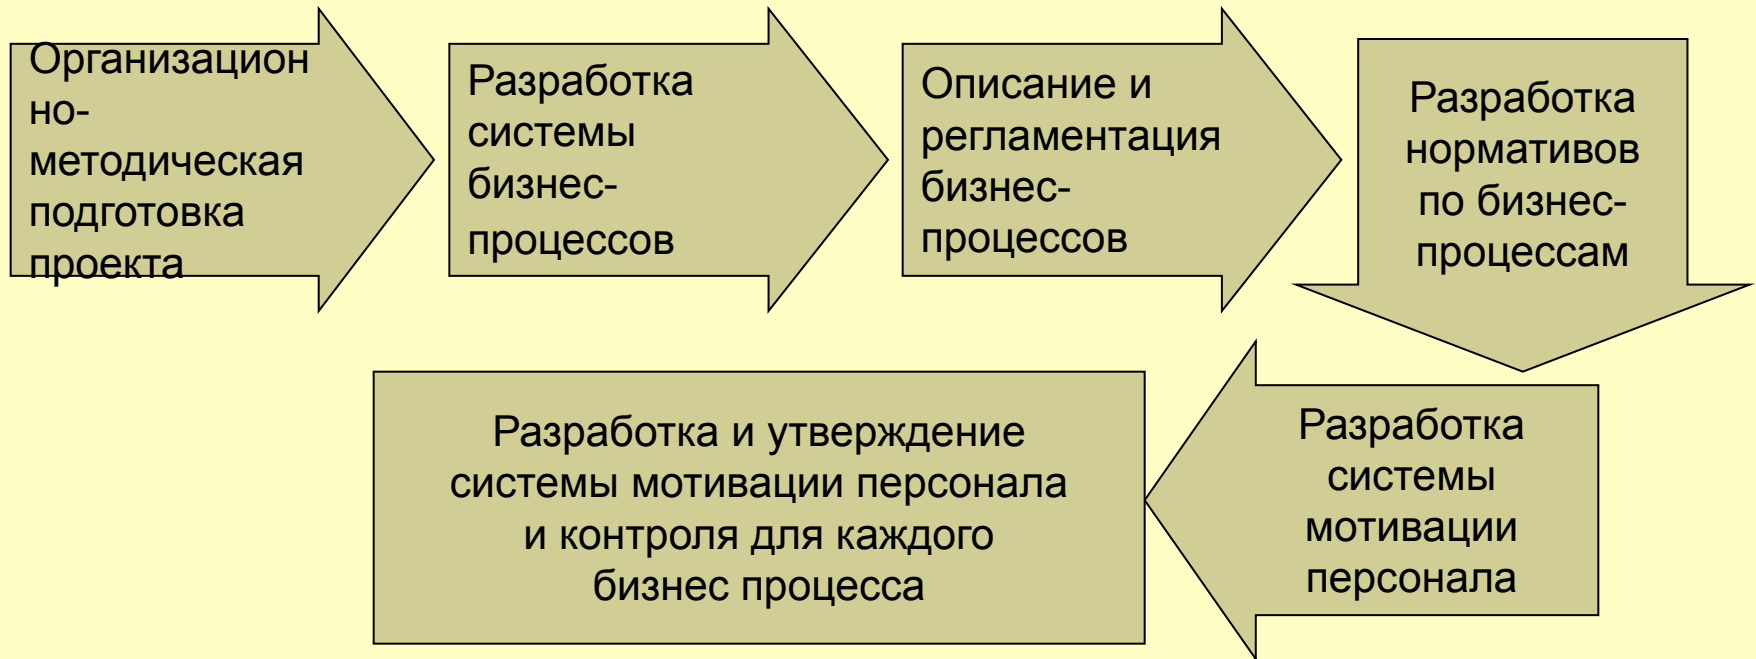 Организацион
но-
методическая
подготовка
проекта
Разработка
системы
бизнес-
процессов
Описание и
регламентация
бизнес-
процессов
Разработка
нормативов
по бизнес-
процессам
Разработка
системы
мотивации
персонала
Разработка и утверждение
системы мотивации персонала
и контроля для каждого
бизнес процесса